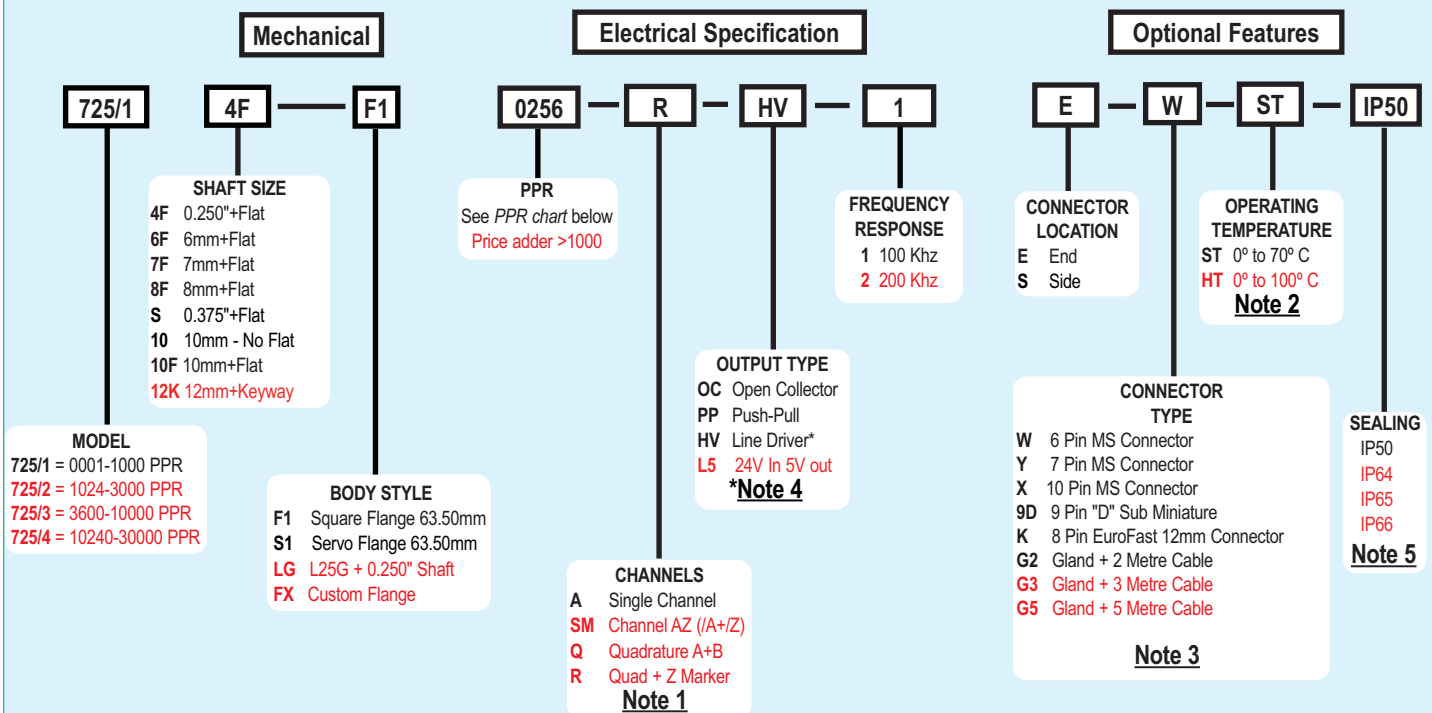 Mechanical
Electrical Specification
Optional Features
725/1
4F
F1
0256
R
HV
1
E
W
ST
IP50
SHAFT SIZE
4F 0.250"+Flat
6F 6mm+Flat
7F 7mm+Flat
8F 8mm+Flat
S 0.375"+Flat
10 10mm - No Flat
10F 10mm+Flat
12K 12mm+Keyway
PPR
See PPR chart below
Price adder >1000
FREQUENCY
RESPONSE
1 100 Khz
2 200 Khz
CONNECTOR
LOCATION
E End
S Side
OPERATING
TEMPERATURE
ST 0º to 70º C
HT 0º to 100º C
Note 2
OUTPUT TYPE
OC Open Collector
PP Push-Pull
HV Line Driver*
L5 24V In 5V out
*Note 4
MODEL
725/1 = 0001-1000 PPR
725/2 = 1024-3000 PPR
725/3 = 3600-10000 PPR
725/4 = 10240-30000 PPR
BODY STYLE
F1 Square Flange 63.50mm
S1 Servo Flange 63.50mm
LG L25G + 0.250" Shaft
FX Custom Flange
CHANNELS
A Single Channel
SM Channel AZ (/A+/Z)
Q Quadrature A+B
R Quad + Z Marker
Note 1
CONNECTOR
TYPE
W 6 Pin MS Connector
Y 7 Pin MS Connector
X 10 Pin MS Connector
9D 9 Pin "D" Sub Miniature
K 8 Pin EuroFast 12mm Connector
G2 Gland + 2 Metre Cable
G3 Gland + 3 Metre Cable
G5 Gland + 5 Metre Cable
Note 3
SEALING
IP50
IP64
IP65
IP66
Note 5